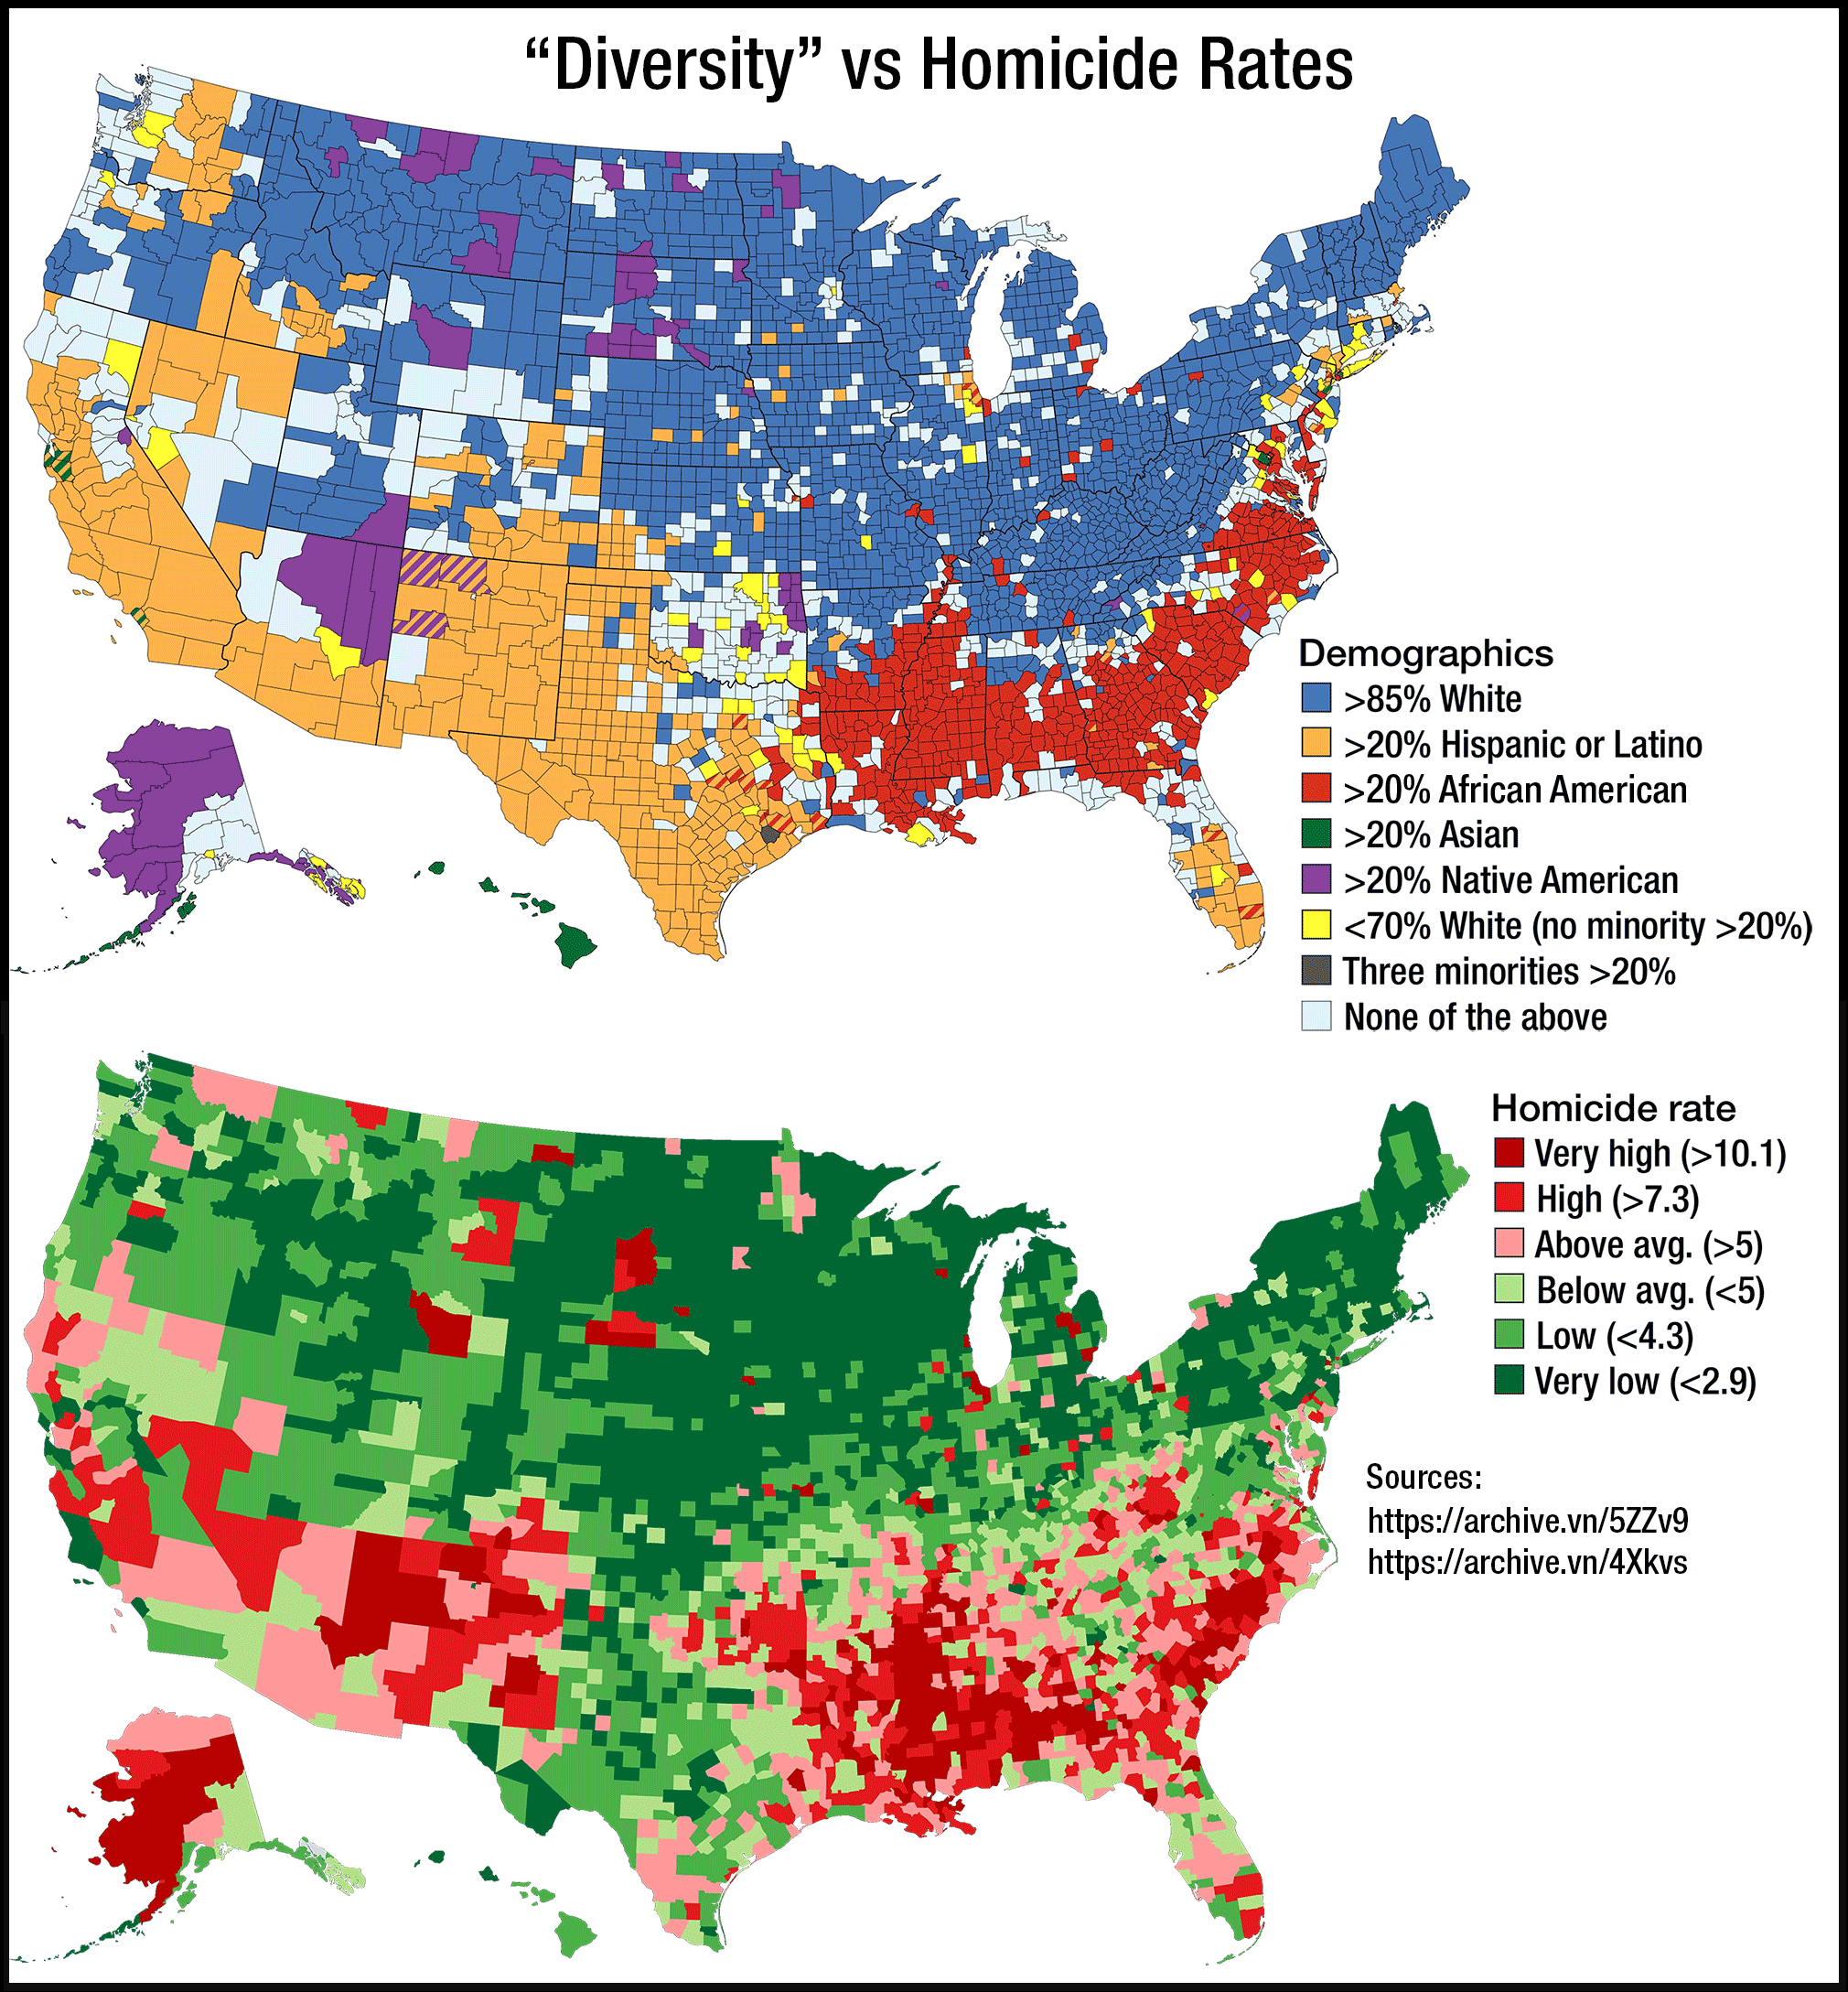 “Diversity” vs Homicide Rates
Demographics
>85% White
>20% Hispanic or Latino
>20% African American
>20% Asian
>20% Native American
<70% White (no minority >20%)
Three minorities >20%
None of the above
Homicide rate
Very high (>10.1)
High (>7.3)
Above avg. (>5)
Below avg. (<5)
Low (<4.3)
Very low (<2.9)
Sources:
https://archive.vn/5ZZv9
https://archive.vn/4Xkvs